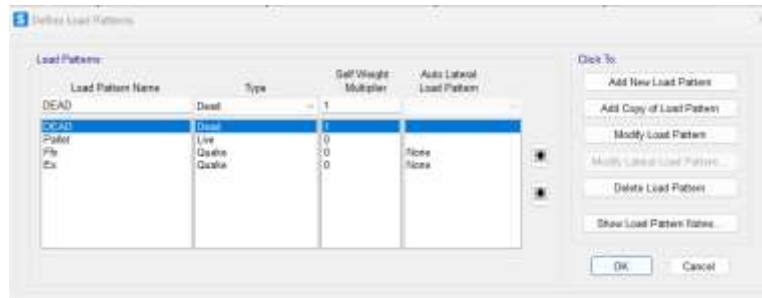 Define Load Patterns
Load Patterns
Load Pattern Name
Type
Self Weight Multiplier
Auto Lateral Load Pattern
DEAD Dead 1
DEAD Dead 1
Pallet Live 0
Quake 0 None
Ex Quake 0 None
Click To:
Add New Load Pattern
Add Copy of Load Pattern
Modify Load Pattern
Modify Lateral Load Pattern...
Delete Load Pattern
Show Load Pattern Notes...
OK
Cancel